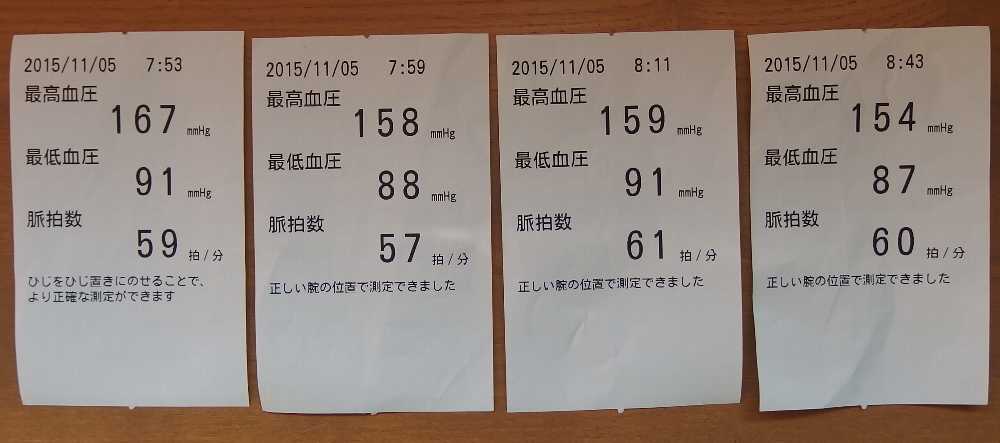 2015/11/05 7:53
最高血圧
167 mmHg
最低血圧
91 mmHg
脈拍数
59 拍/分
ひじをひじ置きにのせることで、
より正確な測定ができます
2015/11/05 7:59
最高血圧
158 mmHg
最低血圧
88 mmHg
脈拍数
57 拍/分
正しい腕の位置で測定できました
2015/11/05 8:11
最高血圧
159 mmHg
最低血圧
91 mmHg
脈拍数
61 拍/分
正しい腕の位置で測定できました
2015/11/05 8:43
最高血圧
154 mmHg
最低血圧
87 mmHg
脈拍数
60 拍/分
正しい腕の位置で測定できました